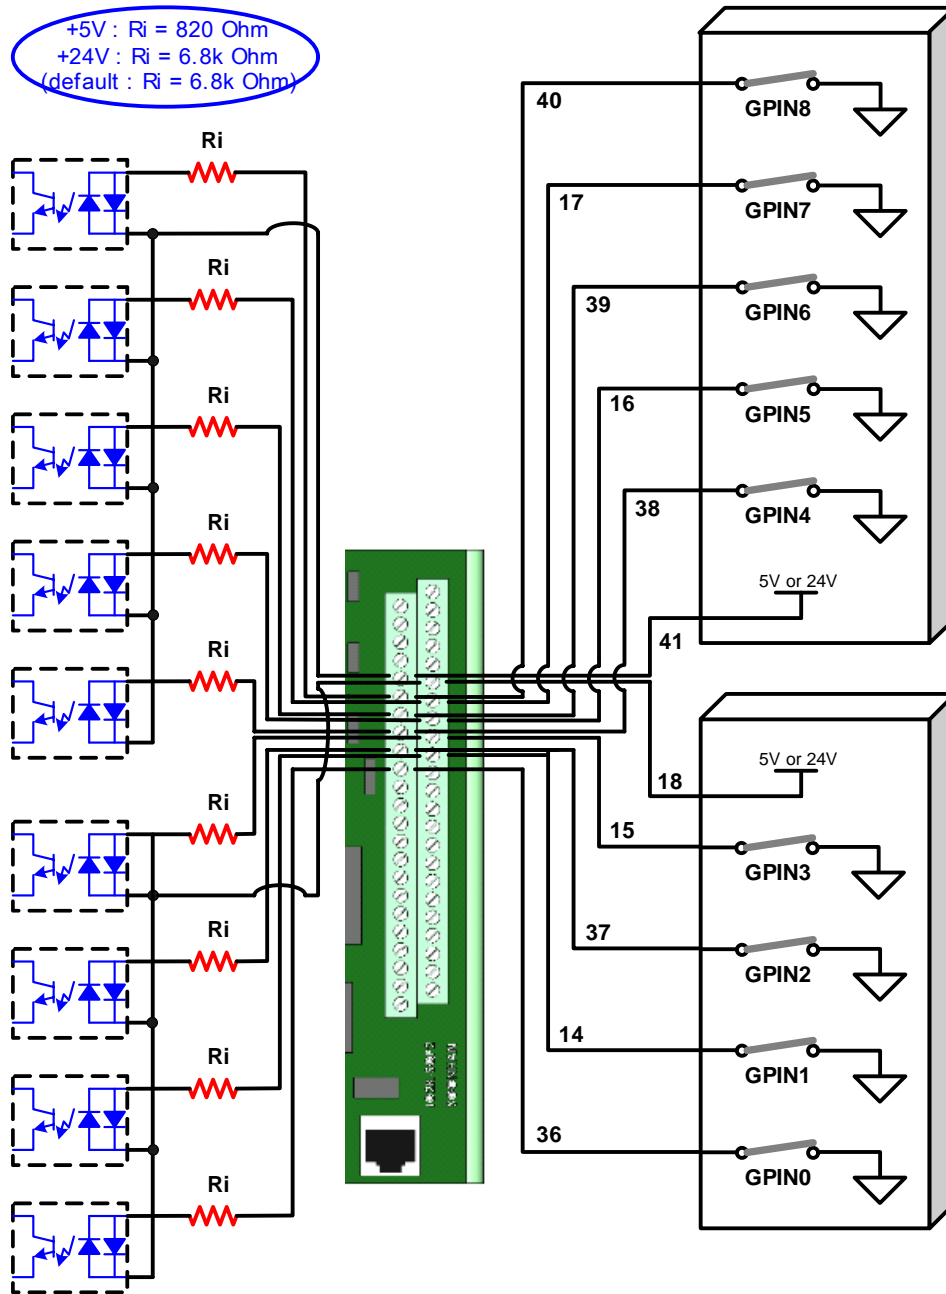 +5V : Ri = 820 Ohm
+24V : Ri = 6.8k Ohm
(default : Ri = 6.8k Ohm)
Ri
Ri
Ri
Ri
Ri
Ri
Ri
Ri
Ri
40
GPIN8
17
GPIN7
39
GPIN6
16
GPIN5
38
GPIN4
5V or 24V
41
5V or 24V
18
15
GPIN3
37
GPIN2
14
GPIN1
36
GPIN0